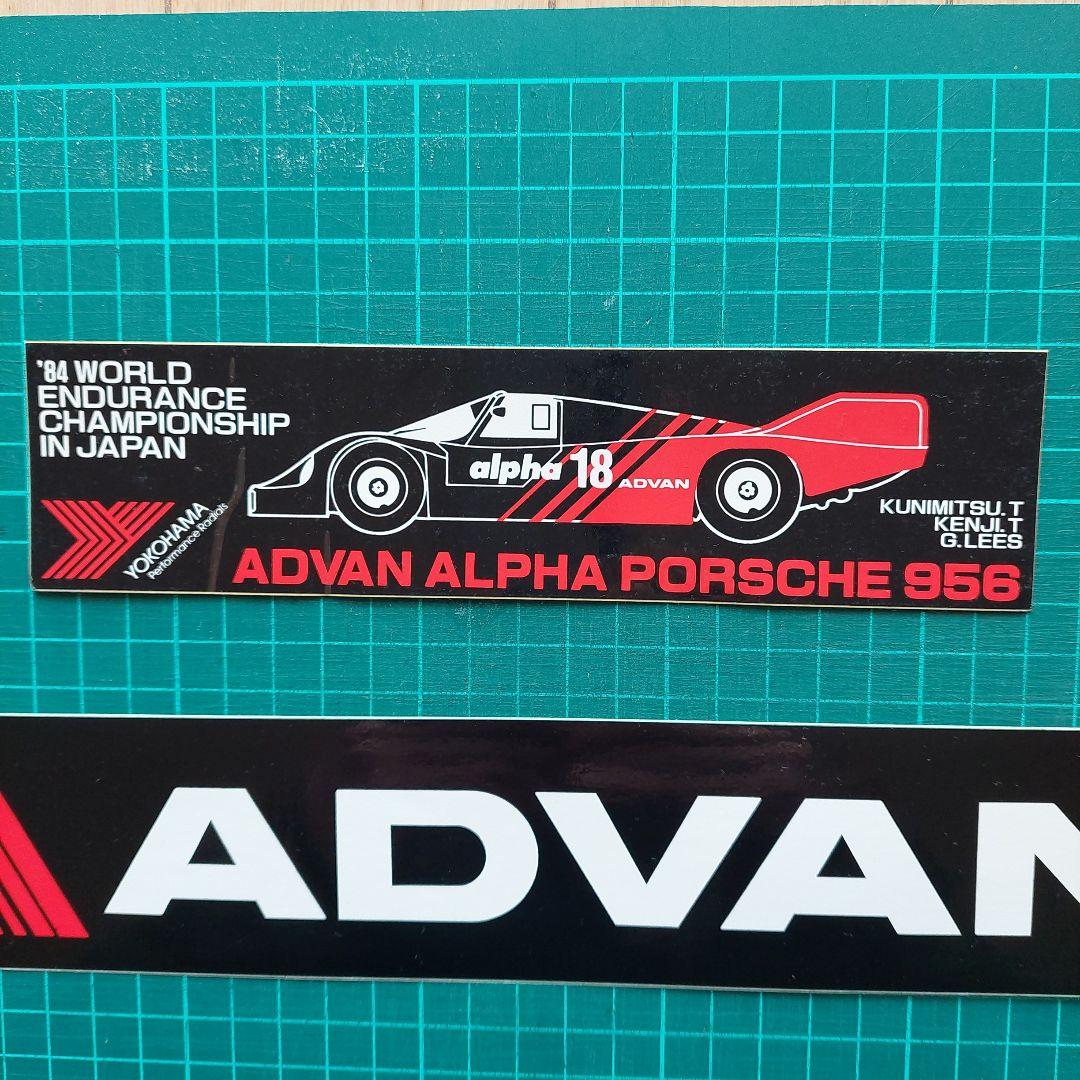 '84 WORLD
ENDURANCE
CHAMPIONSHIP
IN JAPAN
YOKOHAMA
Performance Radials
alpha 18 ADVAN
KUNIMITSU.T
KENJI.T
G.LEES
ADVAN ALPHA PORSCHE 956
ADVAN